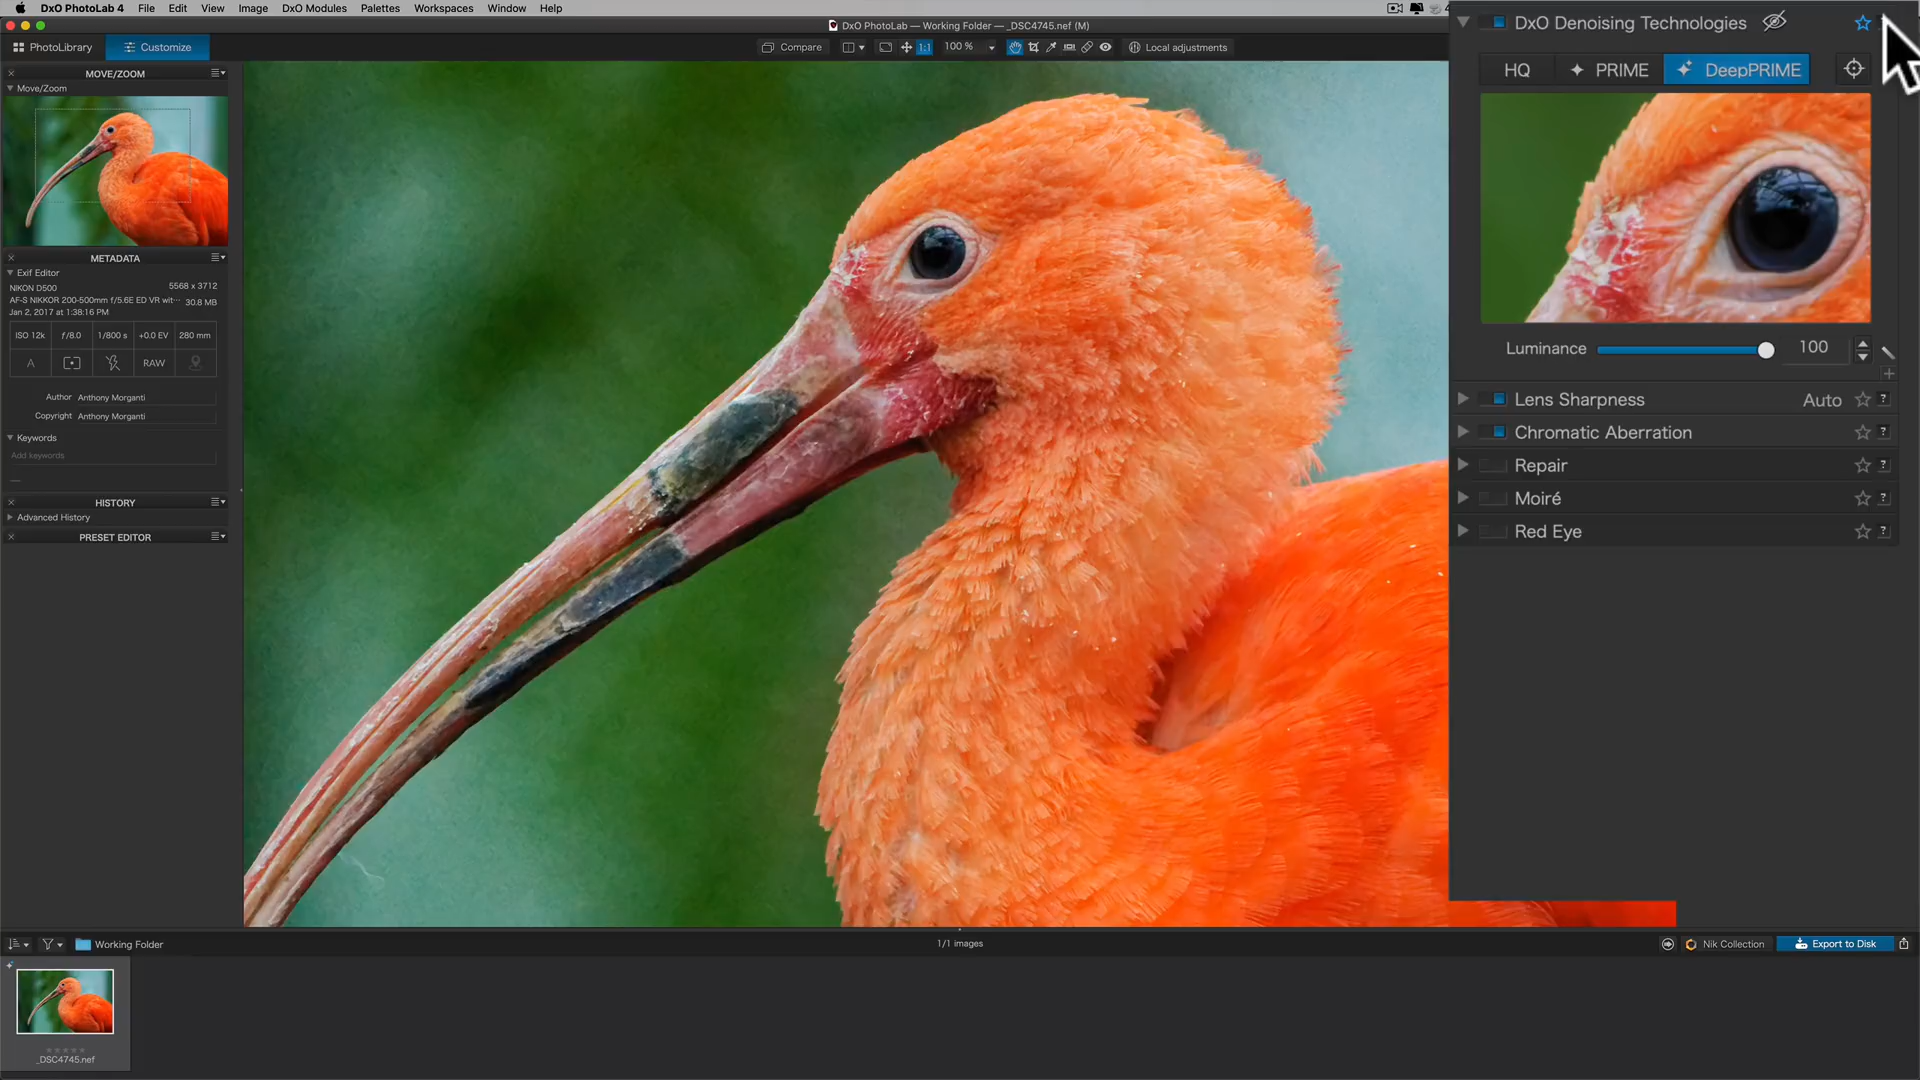 DxO PhotoLab 4 File Edit View Image DxO Modules Palettes Workspaces Window Help
DxO PhotoLab — Working Folder — _DSC4745.nef (M)
PhotoLibrary Customize
Compare 1:1 100 % Local adjustments
MOVE/ZOOM
Move/Zoom
METADATA
Exif Editor
NIKON D500 5568 x 3712
AF-S NIKKOR 200-500mm f/5.6E ED VR wit··· 30.8 MB
Jan 2, 2017 at 1:38:16 PM
ISO 12k ƒ/8.0 1/800 s +0.0 EV 280 mm
A RAW
Author Anthony Morganti
Copyright Anthony Morganti
Keywords
Add keywords
HISTORY
Advanced History
PRESET EDITOR
DxO Denoising Technologies
HQ PRIME DeepPRIME
Luminance 100
Lens Sharpness Auto ?
Chromatic Aberration ?
Repair ?
Moiré ?
Red Eye ?
Working Folder 1/1 images Nik Collection Export to Disk
_DSC4745.nef